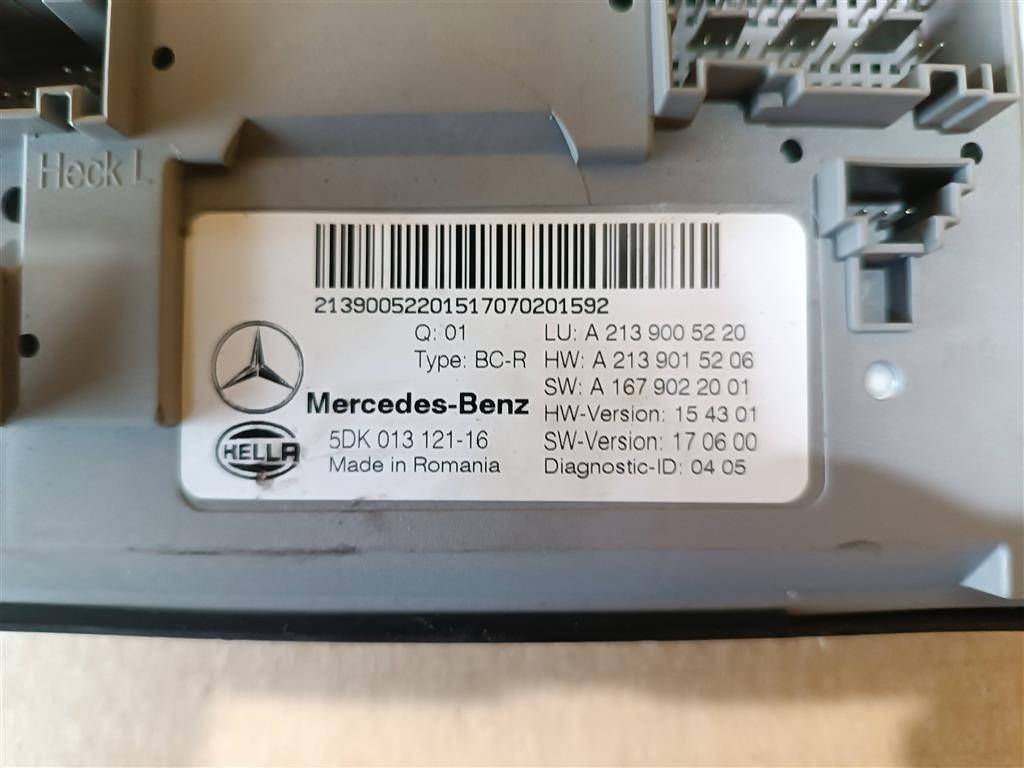 Heck L
2139005220151707020­1592
Q: 01 LU: A 213 900 52 20
Type: BC-R HW: A 213 901 52 06
SW: A 167 902 20 01
Mercedes-Benz HW-Version: 15 43 01
HELLA 5DK 013 121-16 SW-Version: 17 06 00
Made in Romania Diagnostic-ID: 04 05